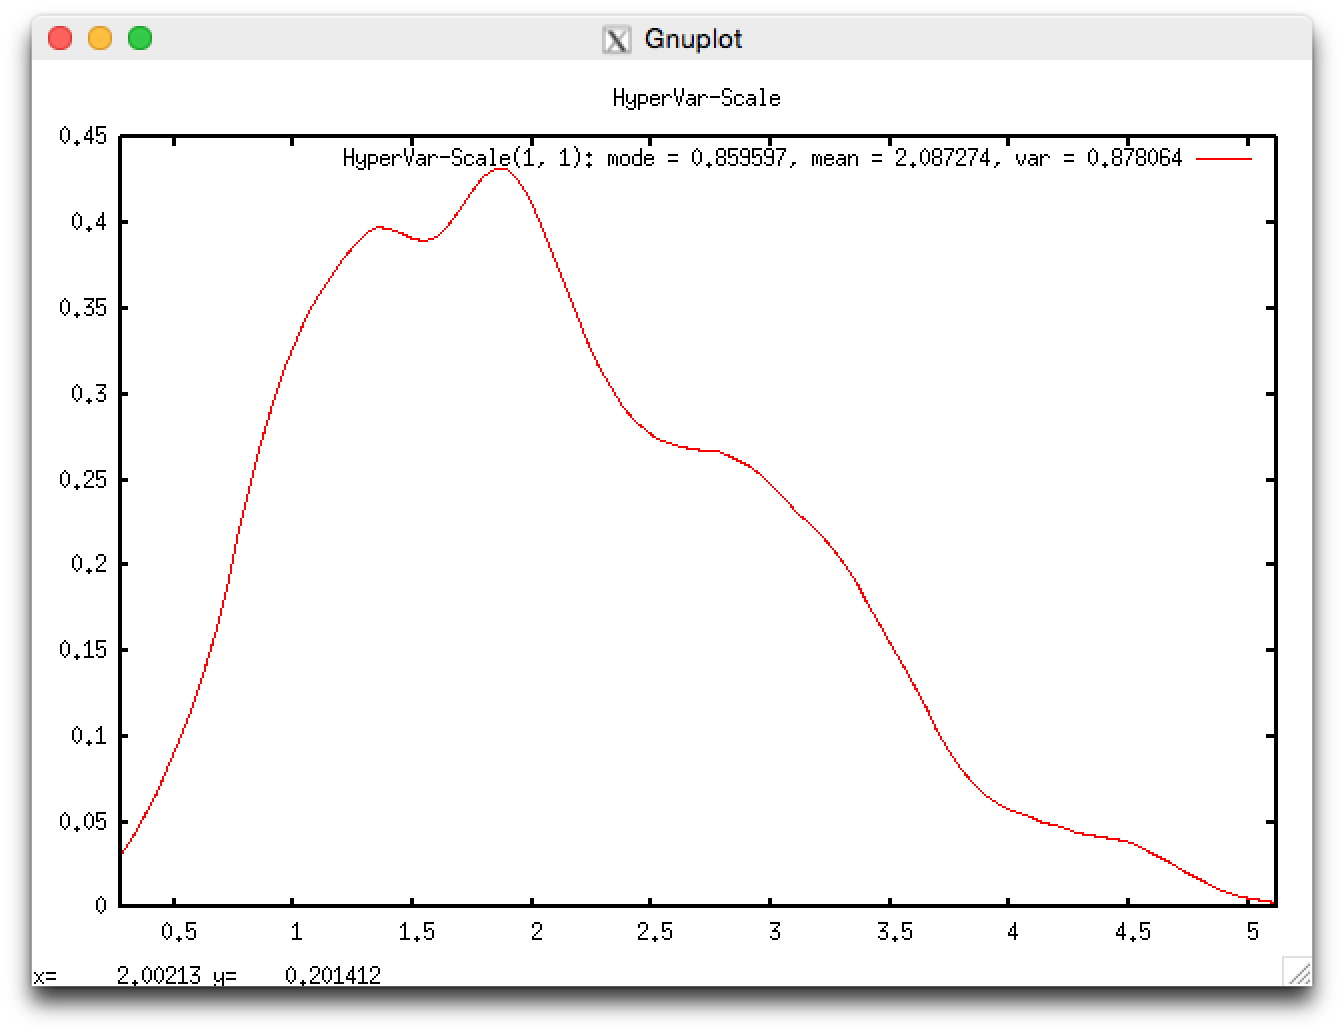 Gnuplot
HyperVar-Scale
HyperVar-Scale(1, 1): mode = 0.859597, mean = 2.087274, var = 0.878064
0.45
0.4
0.35
0.3
0.25
0.2
0.15
0.1
0.05
0
0.5 1 1.5 2 2.5 3 3.5 4 4.5 5
x= 2.00213 y= 0.201412